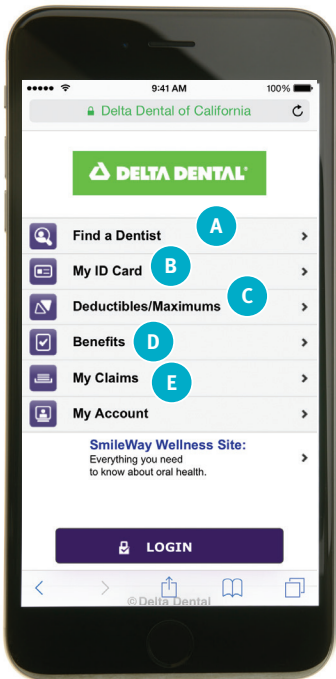 9:41 AM
100%
Delta Dental of California
DELTA DENTAL®
Find a Dentist
A
My ID Card
B
Deductibles/Maximums
C
Benefits
D
My Claims
E
My Account
SmileWay Wellness Site:
Everything you need
to know about oral health.
LOGIN
©Delta Dental